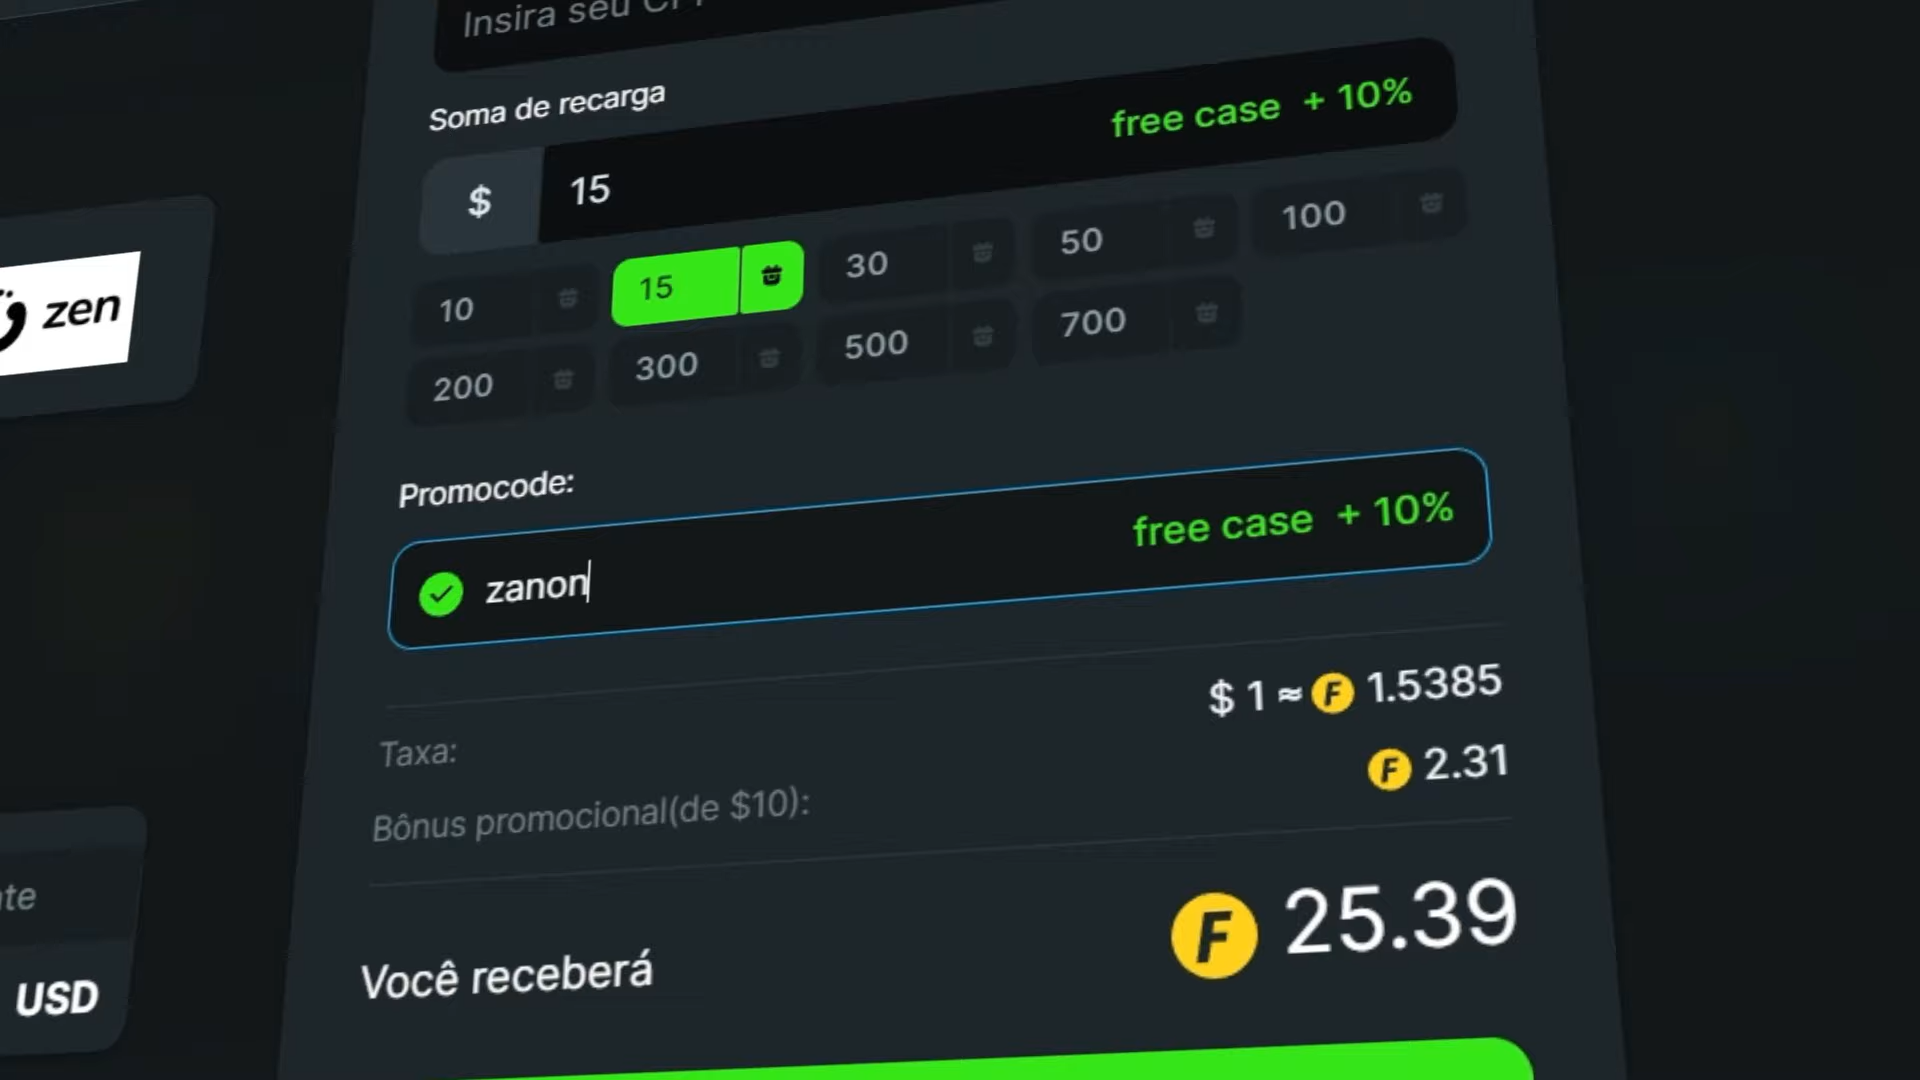 Insira seu CPF
Soma de recarga
$ 15 free case + 10%
10 15 30 50 100
200 300 500 700
zen
Promocode:
zanon free case + 10%
Taxa: $ 1 ≈ F 1.5385
Bônus promocional(de $10): F 2.31
Você receberá F 25.39
USD